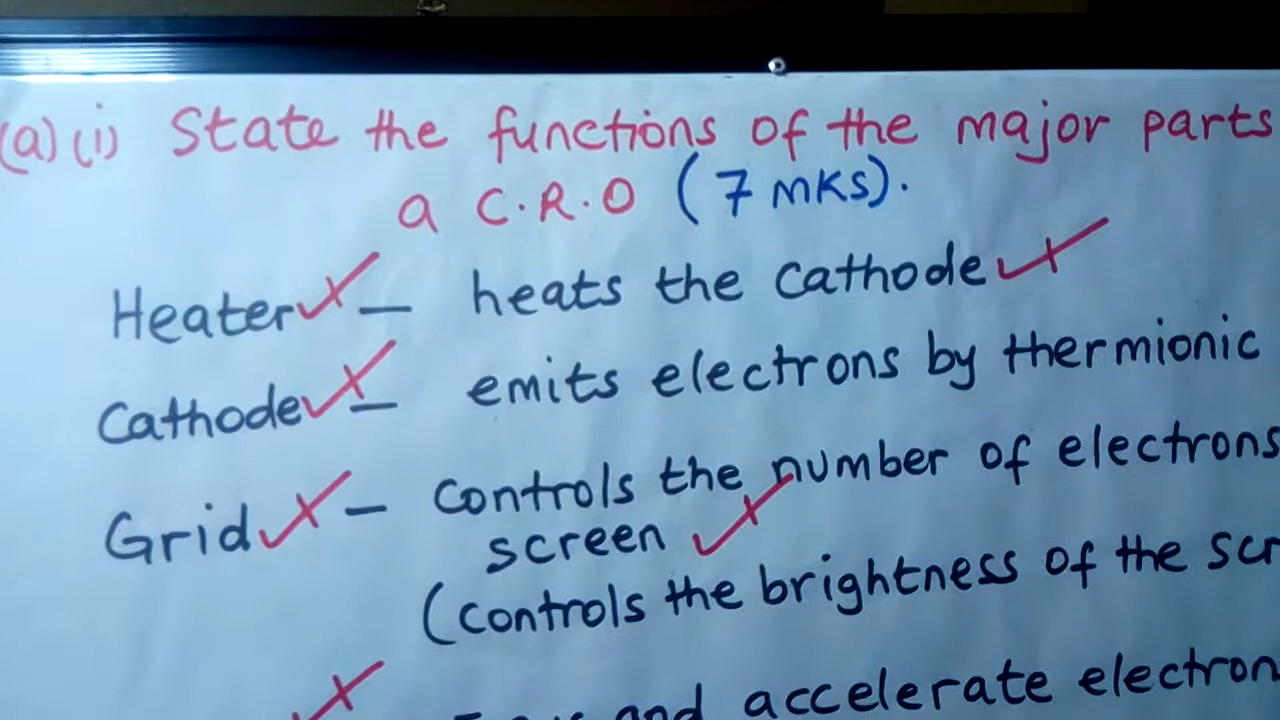 (a)(i) State the functions of the major parts
a C.R.O (7 MKS).
Heater — heats the cathode
Cathode — emits electrons by thermionic
Grid — controls the number of electrons
screen
(controls the brightness of the scr
and accelerate electron